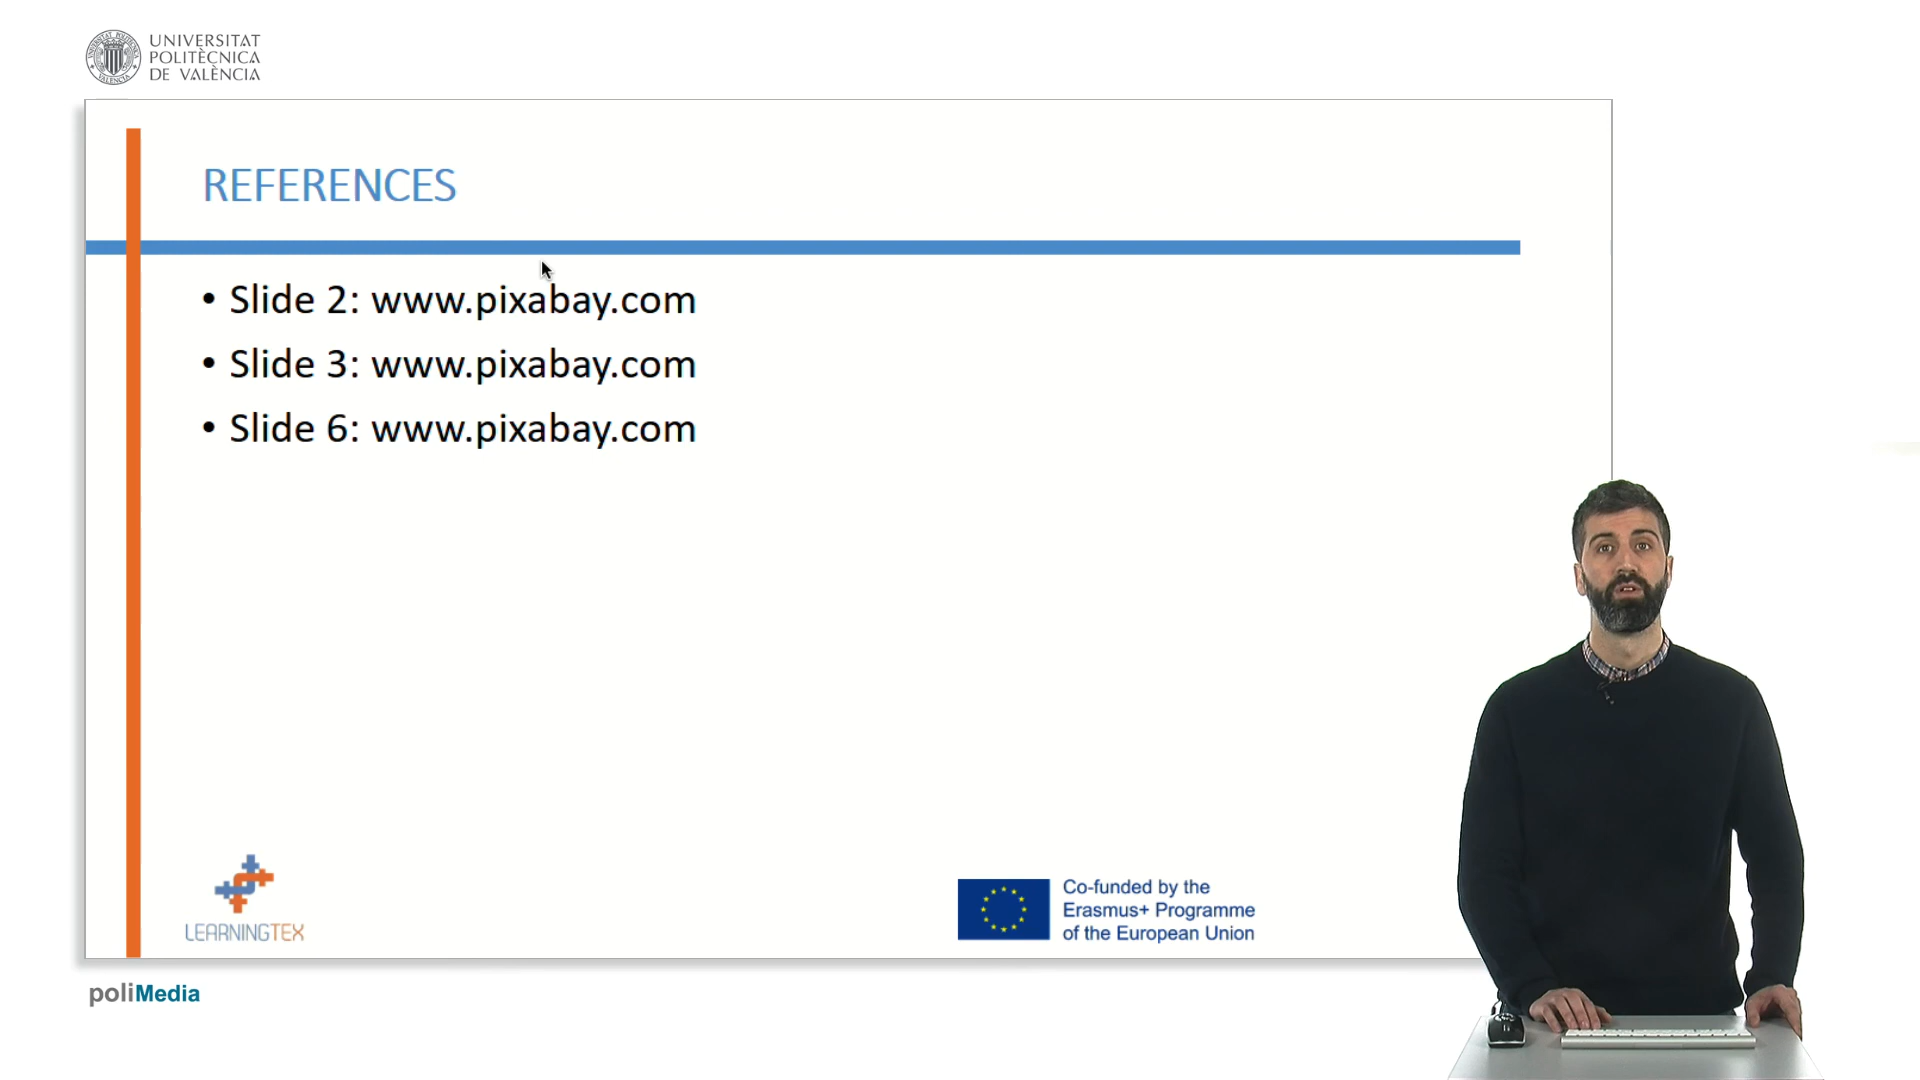 UNIVERSITAT
POLITÈCNICA
DE VALÈNCIA
REFERENCES
• Slide 2: www.pixabay.com
• Slide 3: www.pixabay.com
• Slide 6: www.pixabay.com
LEARNINGTEX
Co-funded by the
Erasmus+ Programme
of the European Union
poliMedia